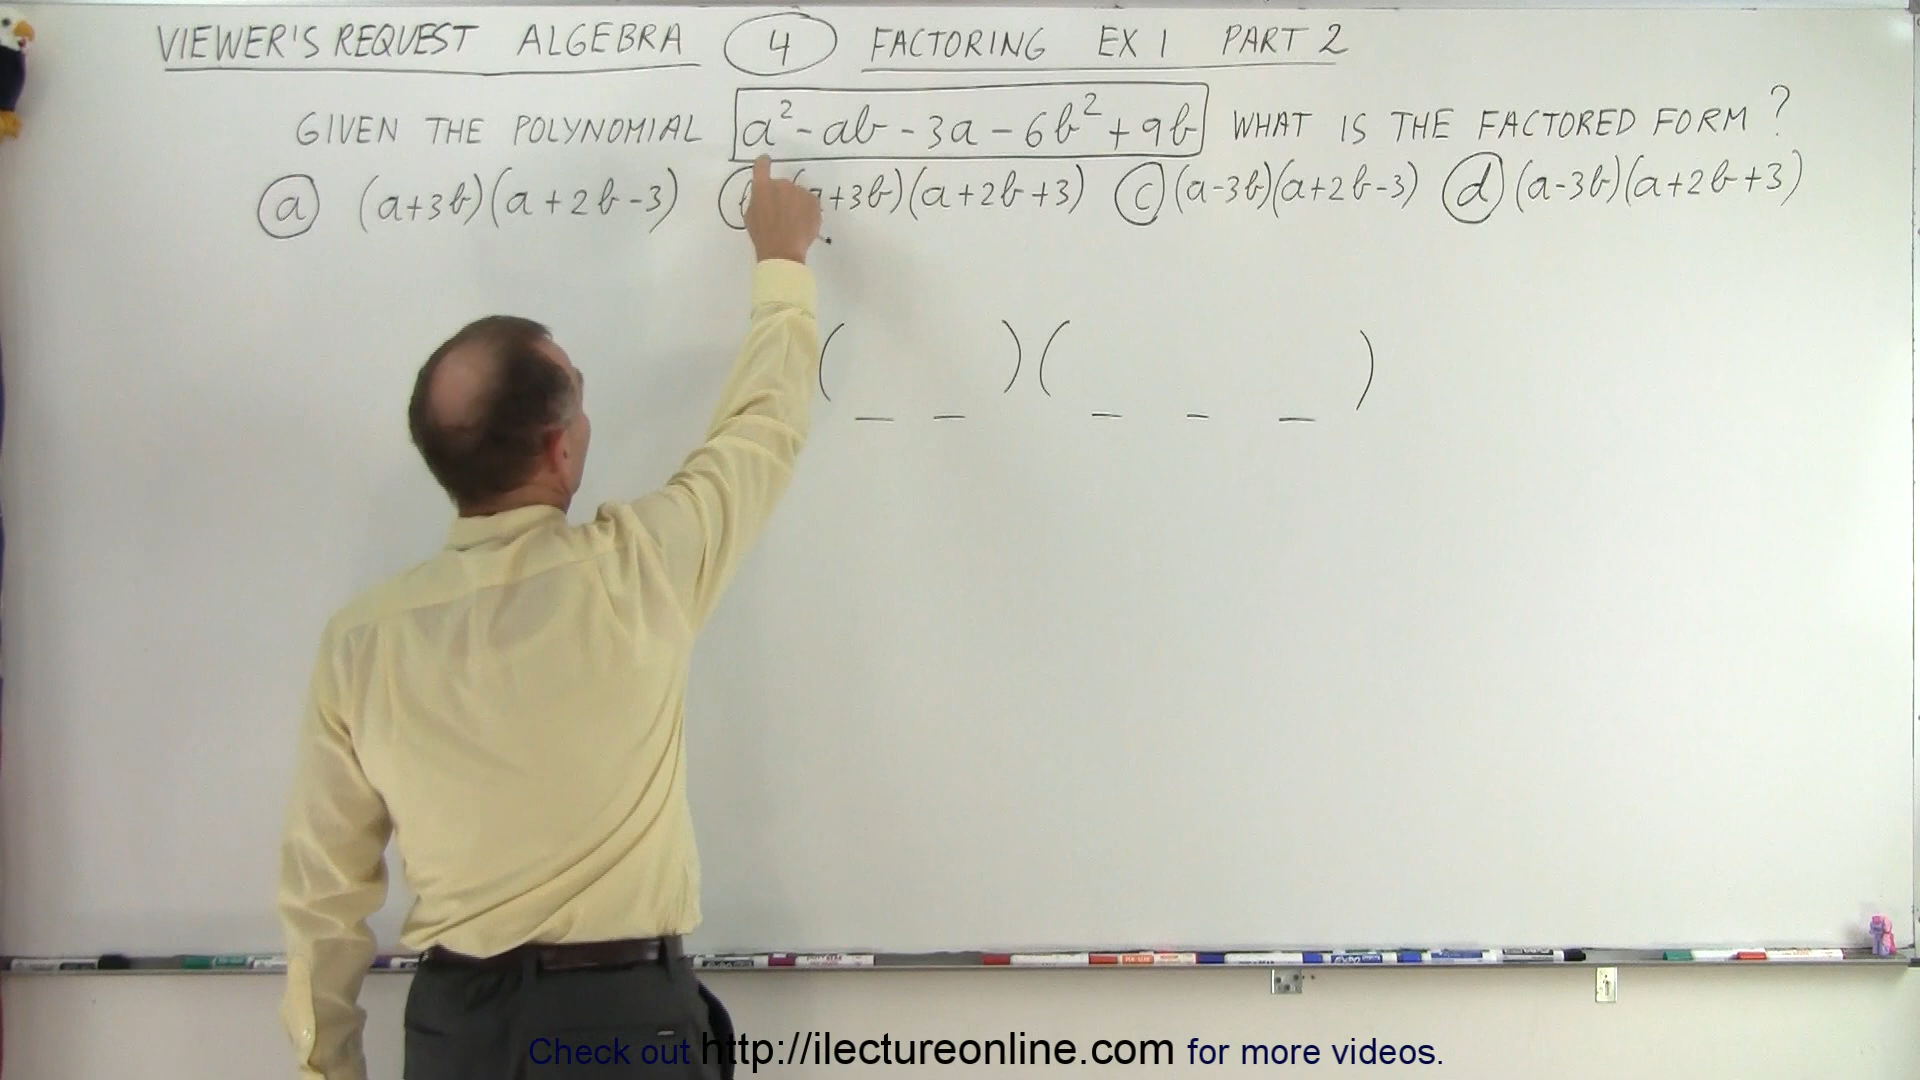 VIEWER'S REQUEST ALGEBRA 4 FACTORING EX 1 PART 2
GIVEN THE POLYNOMIAL a² - ab - 3a - 6b² + 9b WHAT IS THE FACTORED FORM ?
a (a+3b)(a+2b-3) +3b)(a+2b+3) c (a-3b)(a+2b-3) d (a-3b)(a+2b+3)
( _ _ )( _ _ _ )
Check out http://ilectureonline.com for more videos.